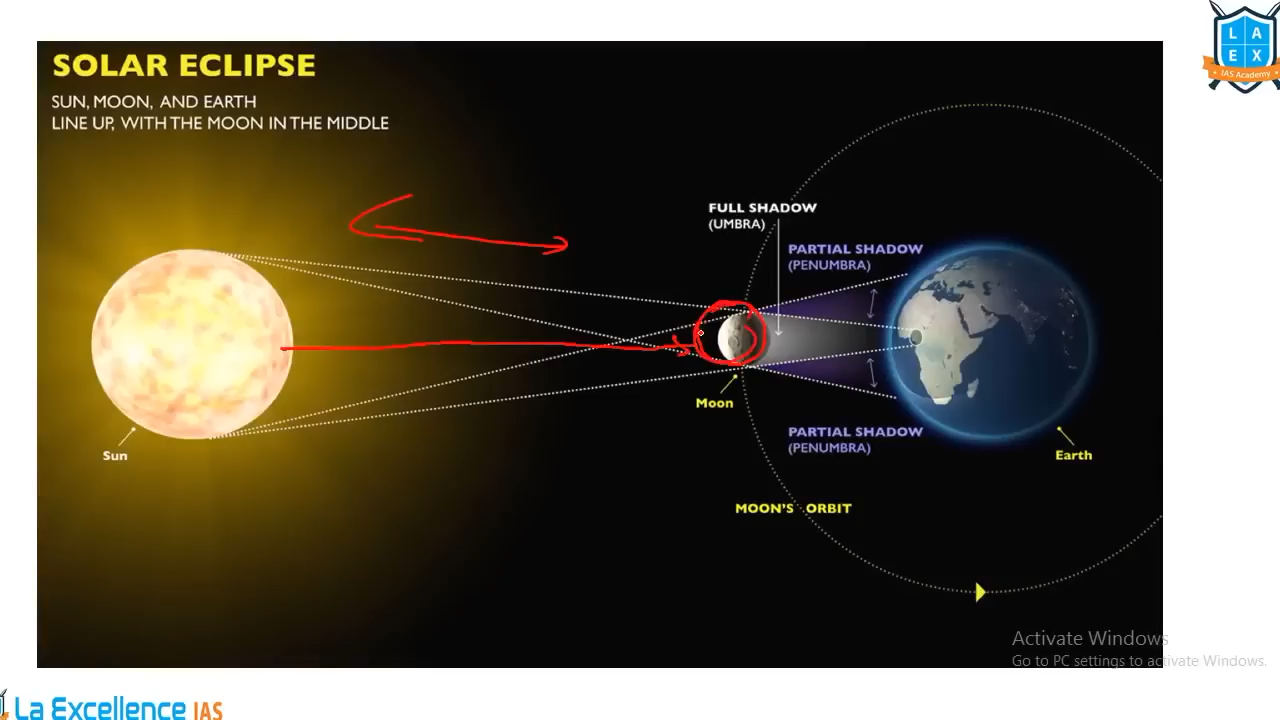 SOLAR ECLIPSE
SUN, MOON, AND EARTH
LINE UP, WITH THE MOON IN THE MIDDLE
L A
E X
IAS Academy
FULL SHADOW
(UMBRA)
PARTIAL SHADOW
(PENUMBRA)
Moon
PARTIAL SHADOW
(PENUMBRA)
Sun
Earth
MOON'S ORBIT
Activate Windows
Go to PC settings to activate Windows.
La Excellence IAS